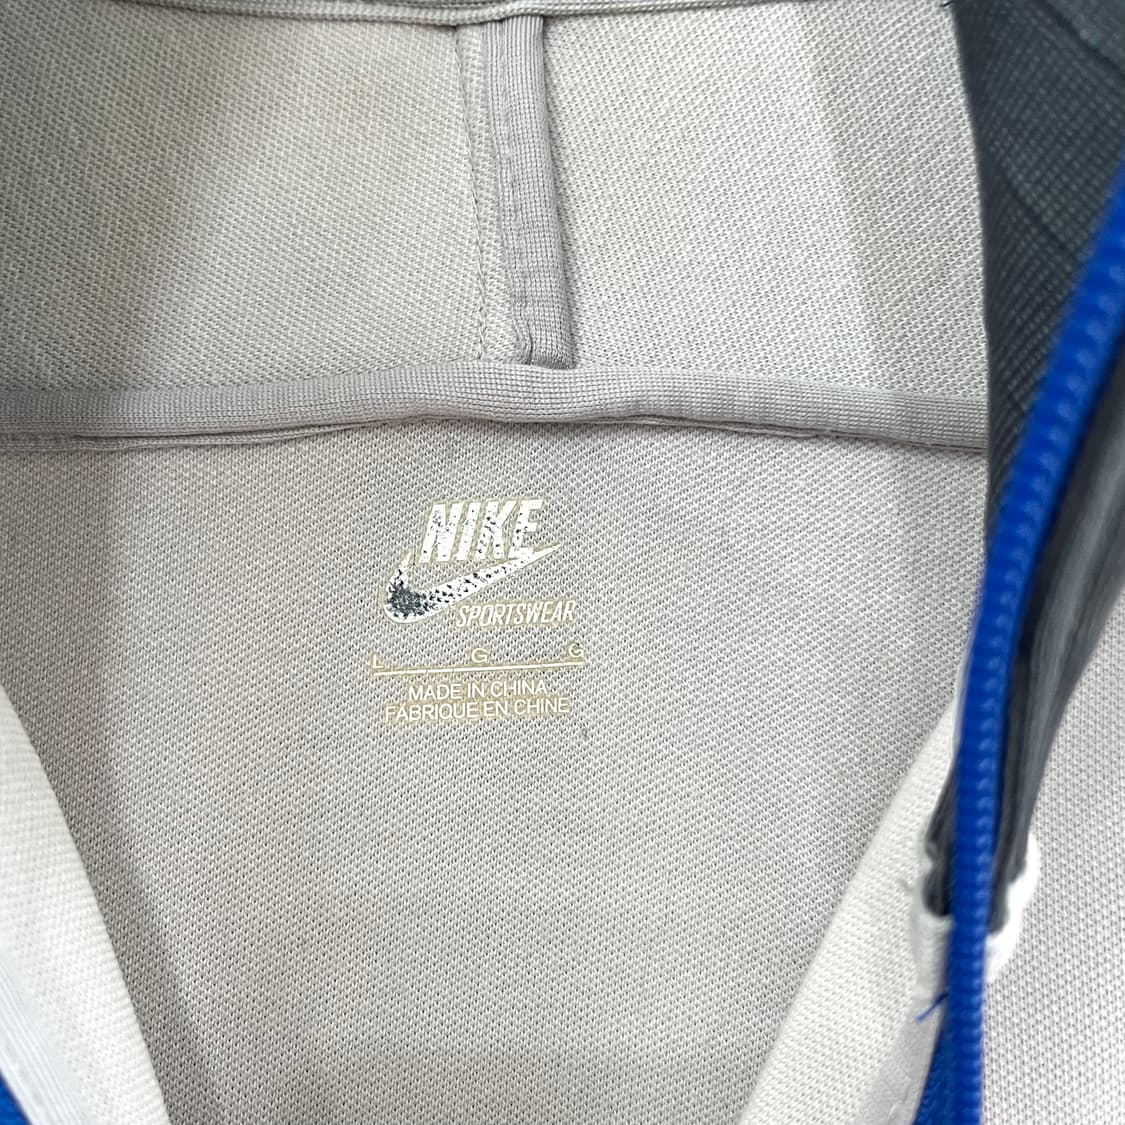 NIKE
SPORTSWEAR
L G G
MADE IN CHINA
FABRIQUE EN CHINE